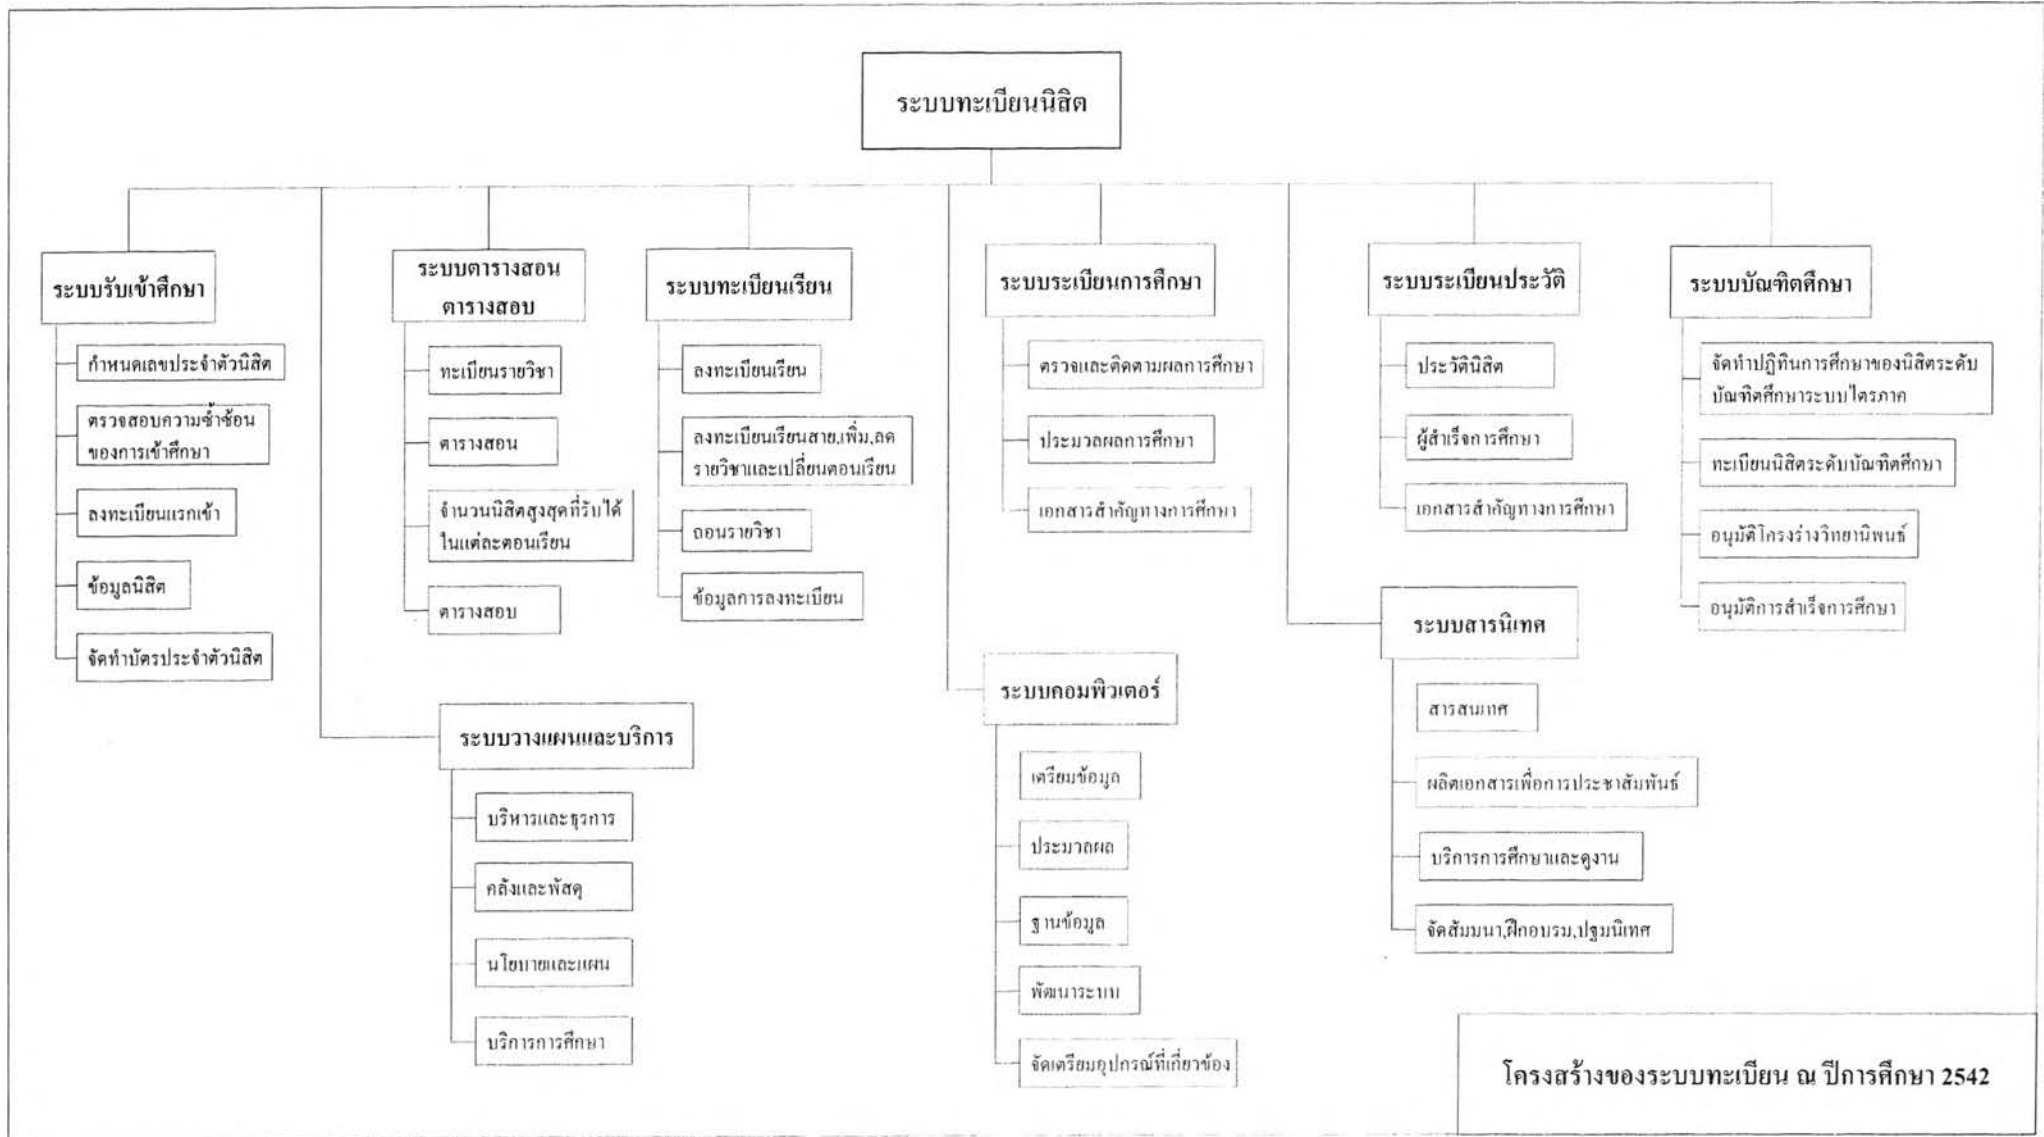 ระบบทะเบียนนิสิต
ระบบรับเข้าศึกษา
กำหนดเลขประจำตัวนิสิต
ตรวจสอบความซ้ำซ้อน
ของการเข้าศึกษา
ลงทะเบียนแรกเข้า
ข้อมูลนิสิต
จัดทำบัตรประจำตัวนิสิต
ระบบตารางสอน
ตารางสอบ
ทะเบียนรายวิชา
ตารางสอน
จำนวนนิสิตสูงสุดที่รับได้
ในแต่ละตอนเรียน
ตารางสอบ
ระบบทะเบียนเรียน
ลงทะเบียนเรียน
ลงทะเบียนเรียนสาย,เพิ่ม,ลด
รายวิชาและเปลี่ยนตอนเรียน
ถอนรายวิชา
ข้อมูลการลงทะเบียน
ระบบระเบียนการศึกษา
ตรวจและติดตามผลการศึกษา
ประมวลผลการศึกษา
เอกสารสำคัญทางการศึกษา
ระบบระเบียนประวัติ
ประวัตินิสิต
ผู้สำเร็จการศึกษา
เอกสารสำคัญทางการศึกษา
ระบบบัณฑิตศึกษา
จัดทำปฏิทินการศึกษาของนิสิตระดับ
บัณฑิตศึกษาระบบไตรภาค
ทะเบียนนิสิตระดับบัณฑิตศึกษา
อนุมัติโครงร่างวิทยานิพนธ์
อนุมัติการสำเร็จการศึกษา
ระบบวางแผนและบริการ
บริหารและธุรการ
คลังและพัสดุ
นโยบายและแผน
บริการการศึกษา
ระบบคอมพิวเตอร์
เตรียมข้อมูล
ประมวลผล
ฐานข้อมูล
พัฒนาระบบ
จัดเตรียมอุปกรณ์ที่เกี่ยวข้อง
ระบบสารนิเทศ
สารสนเทศ
ผลิตเอกสารเพื่อการประชาสัมพันธ์
บริการการศึกษาและดูงาน
จัดสัมมนา,ฝึกอบรม,ปฐมนิเทศ
โครงสร้างของระบบทะเบียน ณ ปีการศึกษา 2542